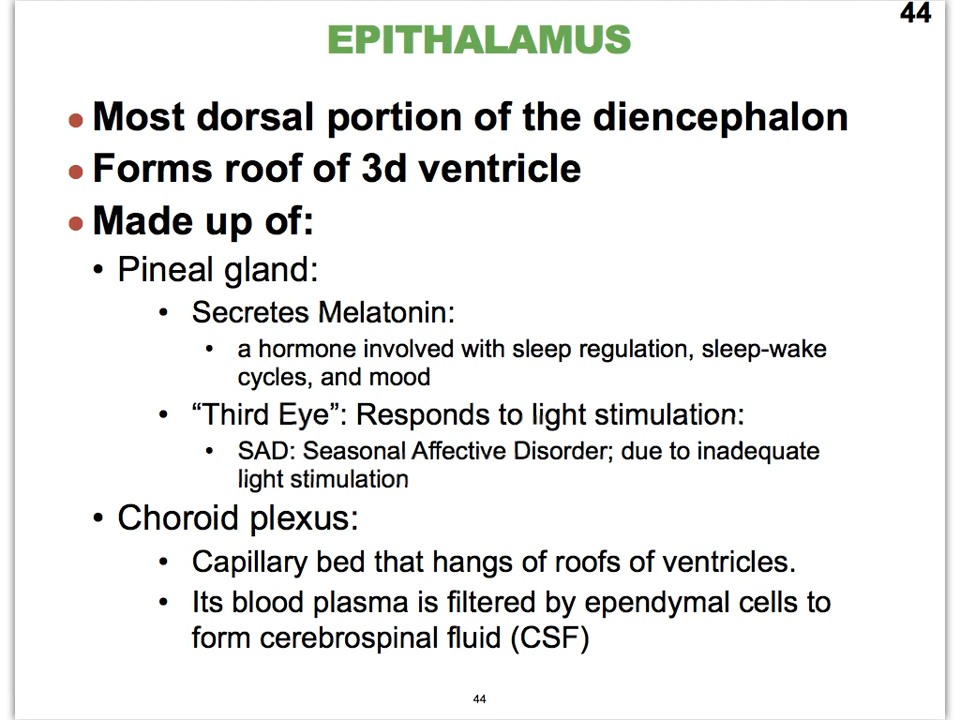 44
EPITHALAMUS
• Most dorsal portion of the diencephalon
• Forms roof of 3d ventricle
• Made up of:
• Pineal gland:
• Secretes Melatonin:
• a hormone involved with sleep regulation, sleep-wake
cycles, and mood
• “Third Eye”: Responds to light stimulation:
• SAD: Seasonal Affective Disorder; due to inadequate
light stimulation
• Choroid plexus:
• Capillary bed that hangs of roofs of ventricles.
• Its blood plasma is filtered by ependymal cells to
form cerebrospinal fluid (CSF)
44